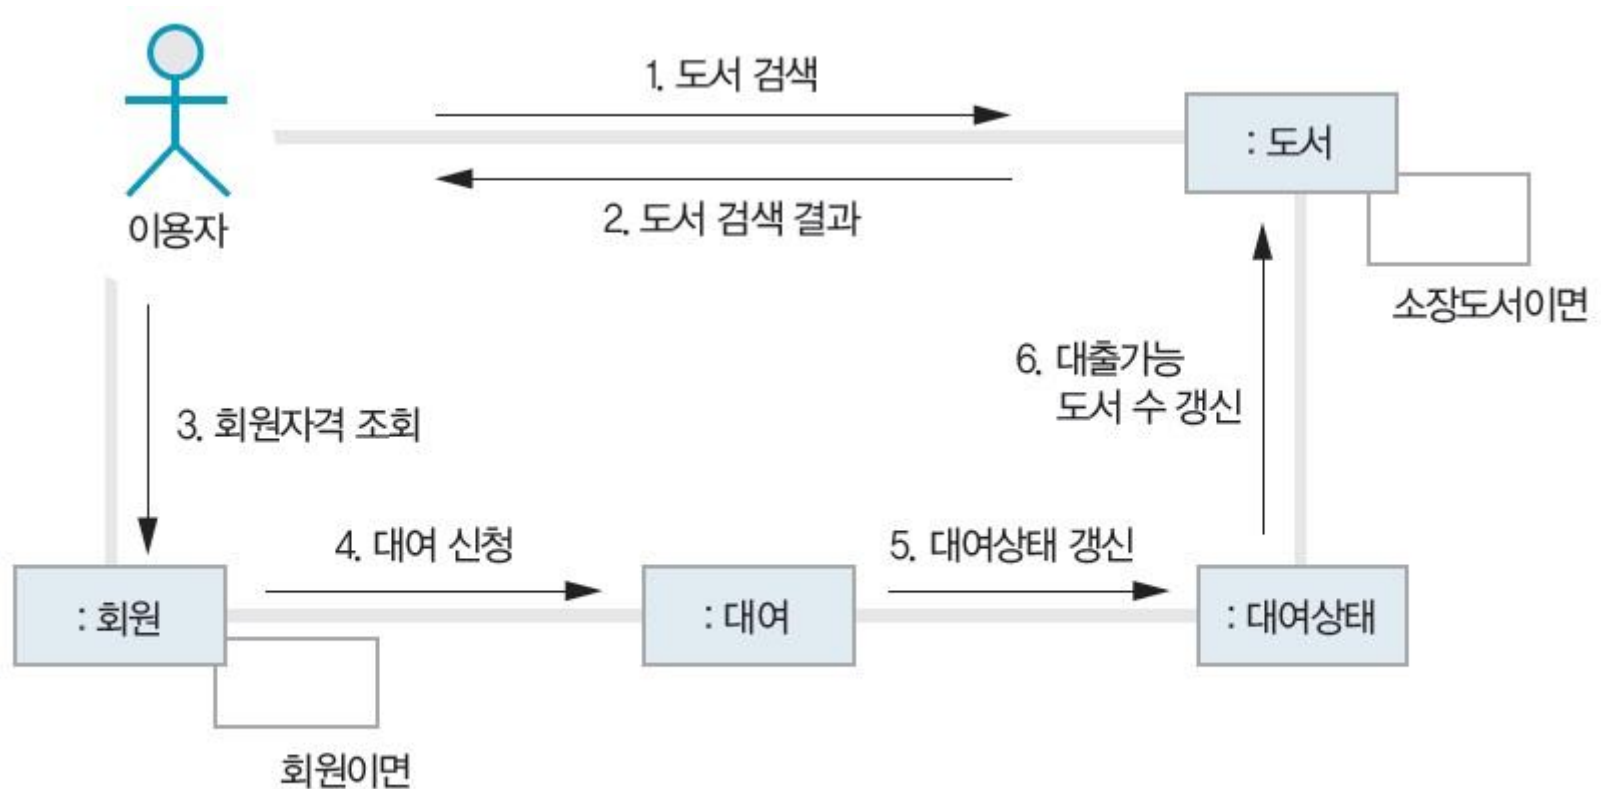 1. 도서 검색
: 도서
2. 도서 검색 결과
이용자
소장도서이면
6. 대출가능
도서 수 갱신
3. 회원자격 조회
4. 대여 신청
5. 대여상태 갱신
: 회원
: 대여
: 대여상태
회원이면